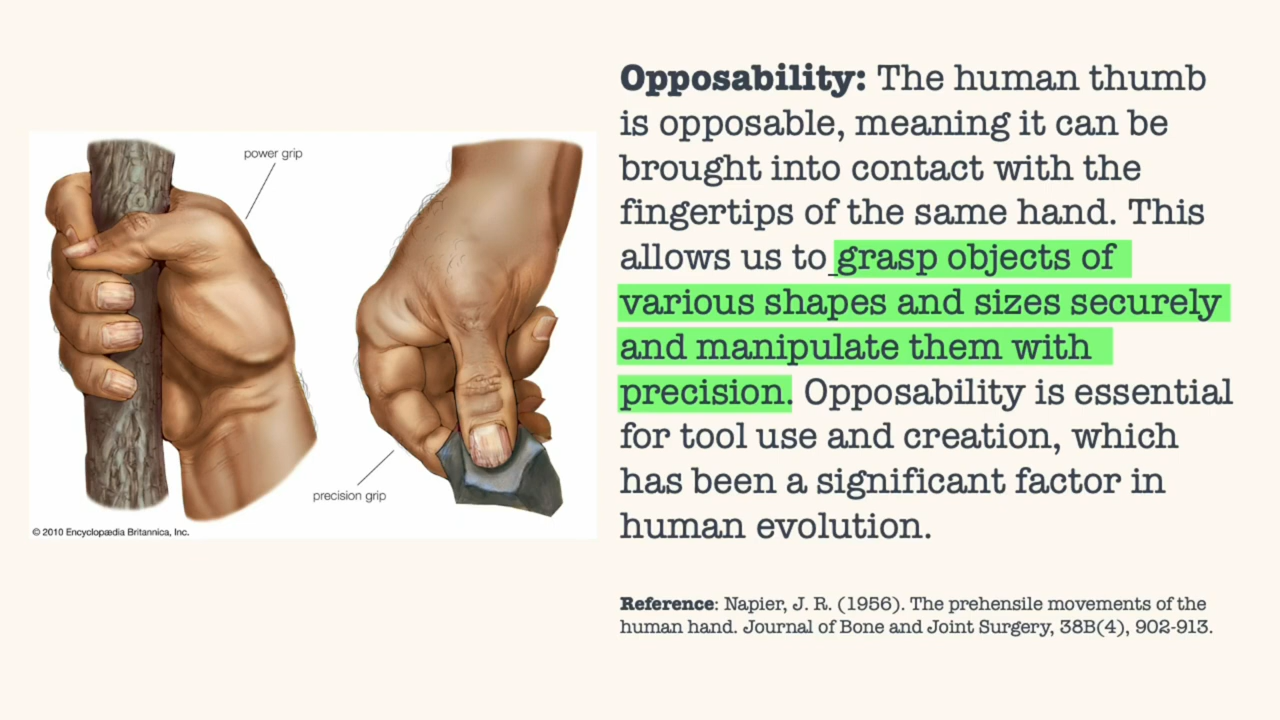 power grip
precision grip
© 2010 Encyclopædia Britannica, Inc.
Opposability: The human thumb
is opposable, meaning it can be
brought into contact with the
fingertips of the same hand. This
allows us to grasp objects of
various shapes and sizes securely
and manipulate them with
precision. Opposability is essential
for tool use and creation, which
has been a significant factor in
human evolution.
Reference: Napier, J. R. (1956). The prehensile movements of the
human hand. Journal of Bone and Joint Surgery, 38B(4), 902-913.